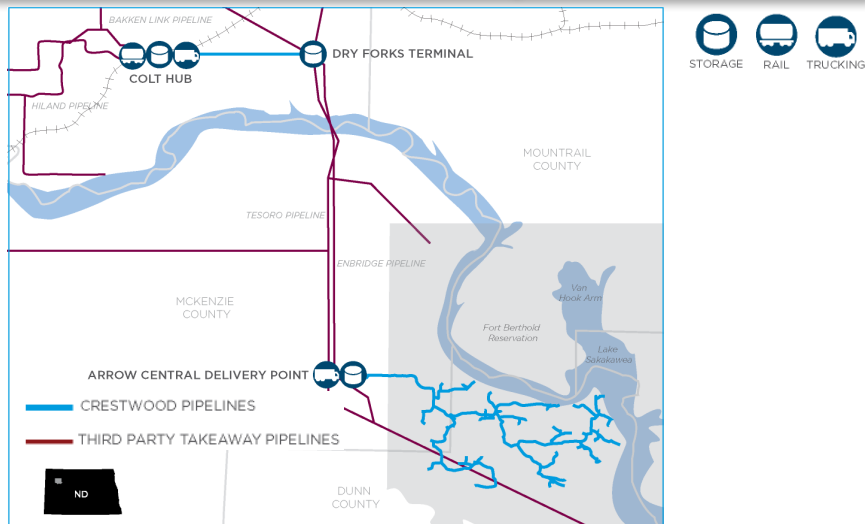 BAKKEN LINK PIPELINE
DRY FORKS TERMINAL
COLT HUB
STORAGE
RAIL
TRUCKING
HILAND PIPELINE
MOUNTRAIL
COUNTY
TESORO PIPELINE
ENBRIDGE PIPELINE
MCKENZIE
COUNTY
Van
Hook Arm
Fort Berthold
Reservation
Lake
Sakakawea
ARROW CENTRAL DELIVERY POINT
CRESTWOOD PIPELINES
THIRD PARTY TAKEAWAY PIPELINES
ND
DUNN
COUNTY